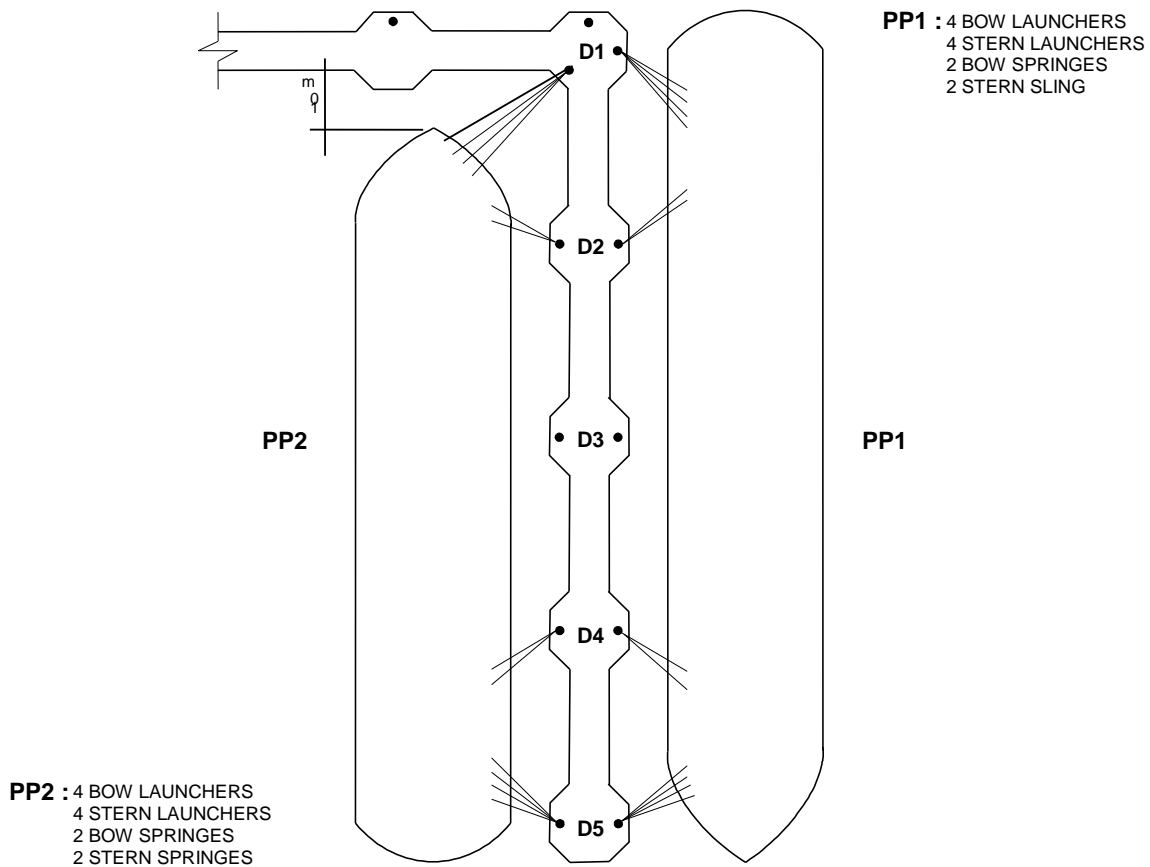 PP1 : 4 BOW LAUNCHERS
4 STERN LAUNCHERS
2 BOW SPRINGES
2 STERN SLING
D1
10 m
D2
PP2
D3
PP1
D4
PP2 : 4 BOW LAUNCHERS
4 STERN LAUNCHERS
2 BOW SPRINGES
2 STERN SPRINGES
D5